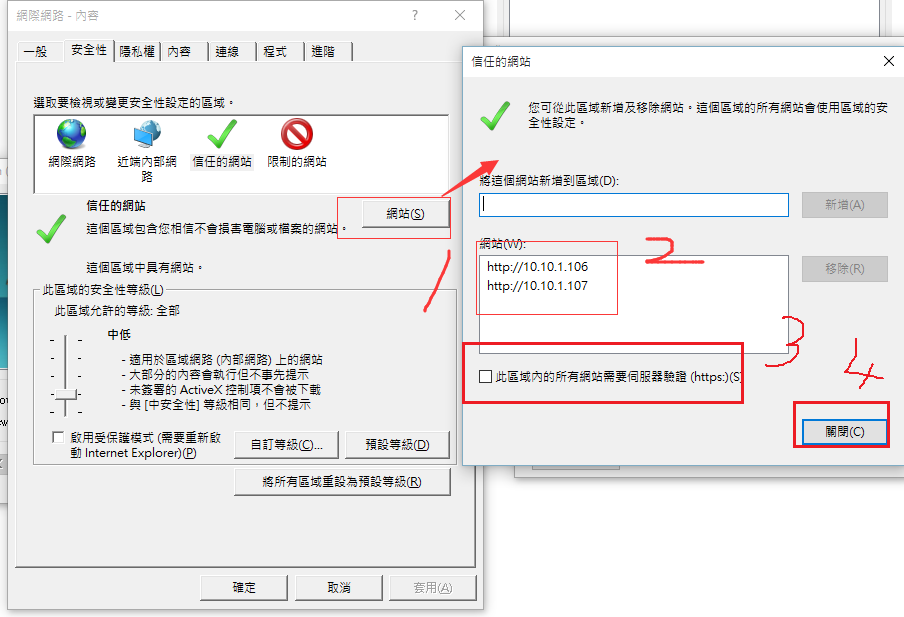 網際網路 - 內容
一般
安全性
隱私權
內容
連線
程式
進階
選取要檢視或變更安全性設定的區域。
網際網路
近端內部網
路
信任的網站
限制的網站
信任的網站
這個區域包含您相信不會損害電腦或檔案的網站。
網站(S)
這個區域中具有網站。
此區域的安全性等級(L)
此區域允許的等級: 全部
中低
- 適用於區域網路 (內部網路) 上的網站
- 大部分的內容會執行但不事先提示
- 未簽署的 ActiveX 控制項不會被下載
- 與 [中安全性] 等級相同，但不提示
啟用受保護模式 (需要重新啟
動 Internet Explorer)(P)
自訂等級(C)...
預設等級(D)
將所有區域重設為預設等級(R)
確定
取消
套用(A)
1
信任的網站
您可從此區域新增及移除網站。這個區域的所有網站會使用區域的安
全性設定。
將這個網站新增到區域(D):
新增(A)
網站(W):
http://10.10.1.106
http://10.10.1.107
移除(R)
2
此區域內的所有網站需要伺服器驗證 (https:)(S)
3
4
關閉(C)